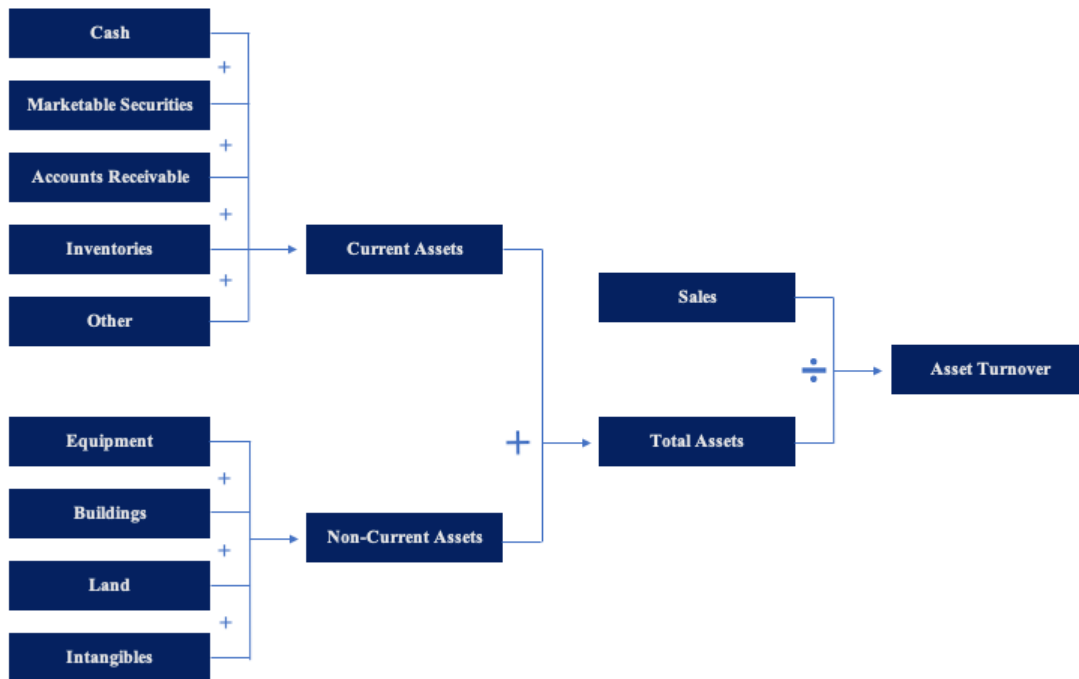 Cash
+
Marketable Securities
+
Accounts Receivable
+
Inventories
+
Other
Current Assets
Equipment
+
Buildings
+
Land
+
Intangibles
Non-Current Assets
+
Sales
÷
Total Assets
Asset Turnover